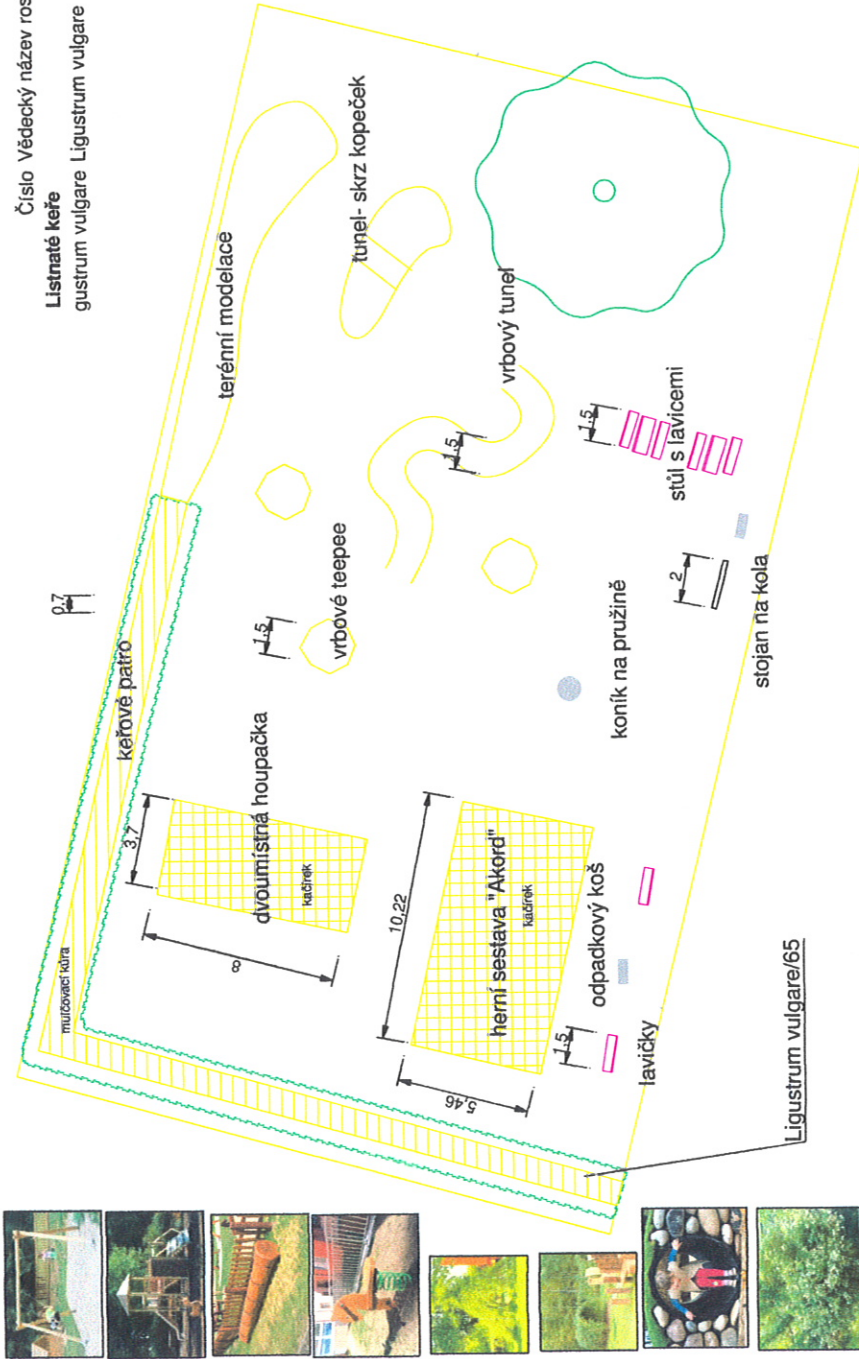 Číslo Vědecký název ros
Listnaté keře
gustrum vulgare Ligustrum vulgare
terénní modelace
tunel- skrz kopeček
vrbový tunel
1,5
0,7
keřové patro
1,5
vrbové teepee
1,5
stůl s lavicemi
2
stojan na kola
koník na pružině
3,7
dvoumístná houpačka
kačírek
8
mulčovací kůra
10,22
herní sestava "Akord"
kačírek
5,46
odpadkový koš
1,5
lavičky
Ligustrum vulgare/65